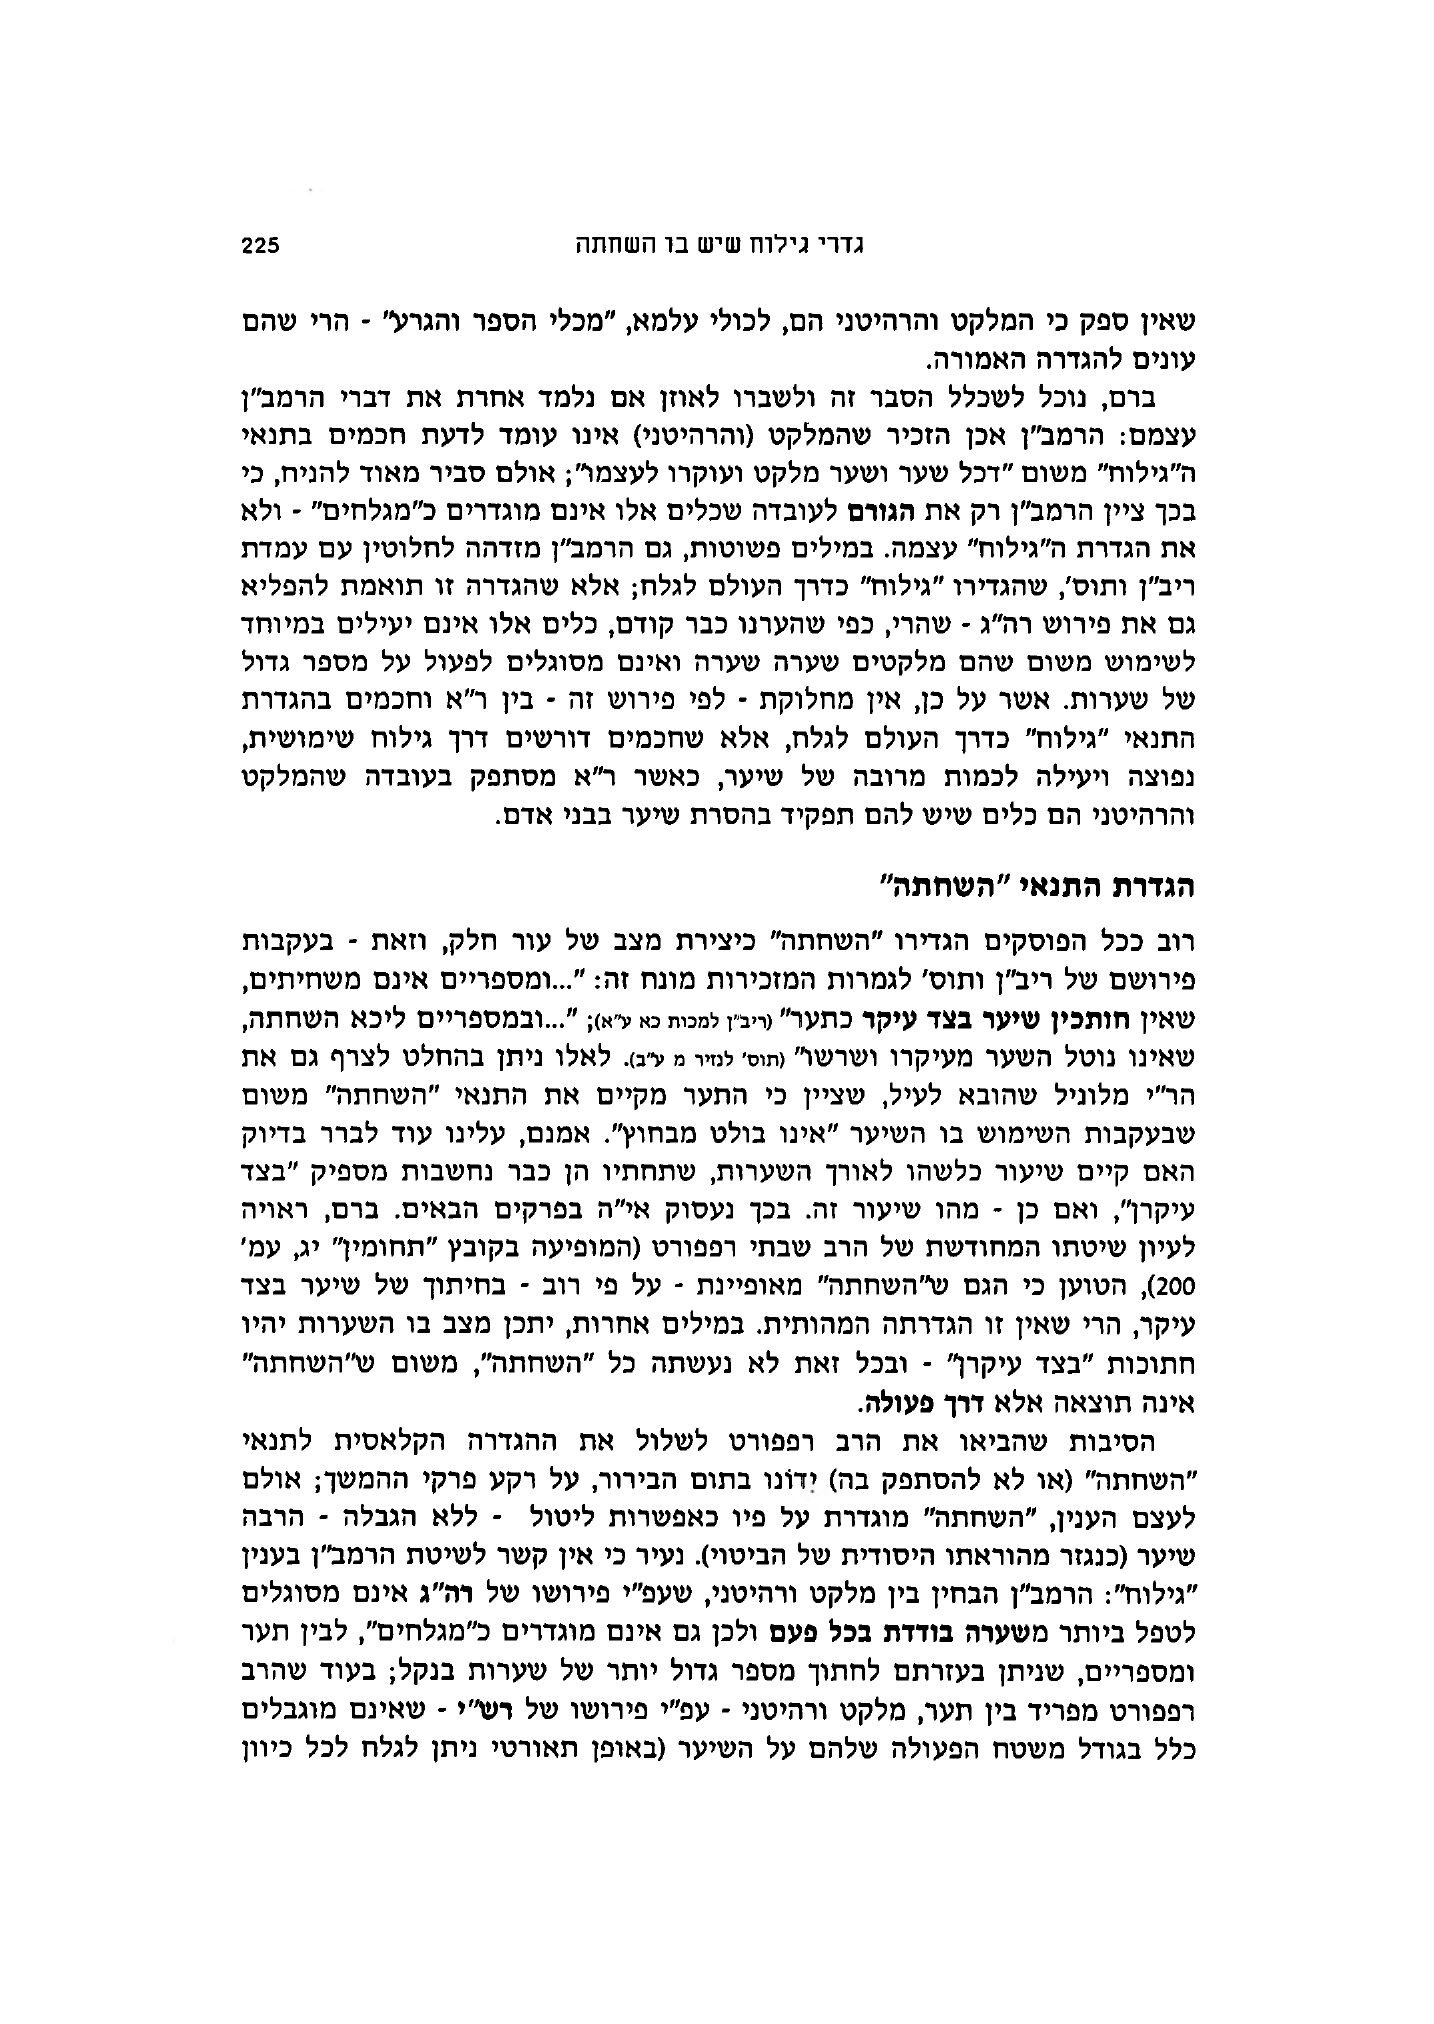 גדרי גילוח שיש בו השחתה 225
שאין ספק כי המלקט והרהיטני הם, לכולי עלמא, "מכלי הספר והגרע" - הרי שהם
עונים להגדרה האמורה.
ברם, נוכל לשכלל הסבר זה ולשברו לאוזן אם נלמד אחרת את דברי הרמב"ן
עצמם: הרמב"ן אכן הזכיר שהמלקט (והרהיטני) אינו עומד לדעת חכמים בתנאי
ה"גילוח" משום "דכל שער ושער מלקט ועוקרו לעצמו"; אולם סביר מאוד להניח, כי
בכך ציין הרמב"ן רק את הגורם לעובדה שכלים אלו אינם מוגדרים כ"מגלחים" - ולא
את הגדרת ה"גילוח" עצמה. במילים פשוטות, גם הרמב"ן מזדהה לחלוטין עם עמדת
ריב"ן ותוס', שהגדירו "גילוח" כדרך העולם לגלח; אלא שהגדרה זו תואמת להפליא
גם את פירוש רה"ג - שהרי, כפי שהערנו כבר קודם, כלים אלו אינם יעילים במיוחד
לשימוש משום שהם מלקטים שערה שערה ואינם מסוגלים לפעול על מספר גדול
של שערות. אשר על כן, אין מחלוקת - לפי פירוש זה - בין ר"א וחכמים בהגדרת
התנאי "גילוח" כדרך העולם לגלח, אלא שחכמים דורשים דרך גילוח שימושית,
נפוצה ויעילה לכמות מרובה של שיער, כאשר ר"א מסתפק בעובדה שהמלקט
והרהיטני הם כלים שיש להם תפקיד בהסרת שיער בבני אדם.
הגדרת התנאי "השחתה"
רוב ככל הפוסקים הגדירו "השחתה" כיצירת מצב של עור חלק, וזאת - בעקבות
פירושם של ריב"ן ותוס' לגמרות המזכירות מונח זה: "...ומספריים אינם משחיתים,
שאין חותכין שיער בצד עיקר כתער" (ריב"ן למכות כא ע"א); "...ובמספריים ליכא השחתה,
שאינו נוטל השער מעיקרו ושרשו" (תוס' לנזיר מ ע"ב). לאלו ניתן בהחלט לצרף גם את
הר"י מלוניל שהובא לעיל, שציין כי התער מקיים את התנאי "השחתה" משום
שבעקבות השימוש בו השיער "אינו בולט מבחוץ". אמנם, עלינו עוד לברר בדיוק
האם קיים שיעור כלשהו לאורך השערות, שתחתיו הן כבר נחשבות מספיק "בצד
עיקרן", ואם כן - מהו שיעור זה. בכך נעסוק אי"ה בפרקים הבאים. ברם, ראויה
לעיון שיטתו המחודשת של הרב שבתי רפפורט (המופיעה בקובץ "תחומין" יג, עמ'
200), הטוען כי הגם ש"השחתה" מאופיינת - על פי רוב - בחיתוך של שיער בצד
עיקר, הרי שאין זו הגדרתה המהותית. במילים אחרות, יתכן מצב בו השערות יהיו
חתוכות "בצד עיקרן" - ובכל זאת לא נעשתה כל "השחתה", משום ש"השחתה"
אינה תוצאה אלא דרך פעולה.
הסיבות שהביאו את הרב רפפורט לשלול את ההגדרה הקלאסית לתנאי
"השחתה" (או לא להסתפק בה) יִדוֹנו בתום הבירור, על רקע פרקי ההמשך; אולם
לעצם הענין, "השחתה" מוגדרת על פיו כאפשרות ליטול - ללא הגבלה - הרבה
שיער (כנגזר מהוראתו היסודית של הביטוי). נעיר כי אין קשר לשיטת הרמב"ן בענין
"גילוח": הרמב"ן הבחין בין מלקט ורהיטני, שעפ"י פירושו של רה"ג אינם מסוגלים
לטפל ביותר משערה בודדת בכל פעם ולכן גם אינם מוגדרים כ"מגלחים", לבין תער
ומספריים, שניתן בעזרתם לחתוך מספר גדול יותר של שערות בנקל; בעוד שהרב
רפפורט מפריד בין תער, מלקט ורהיטני - עפ"י פירושו של רש"י - שאינם מוגבלים
כלל בגודל משטח הפעולה שלהם על השיער (באופן תאורטי ניתן לגלח לכל כיוון